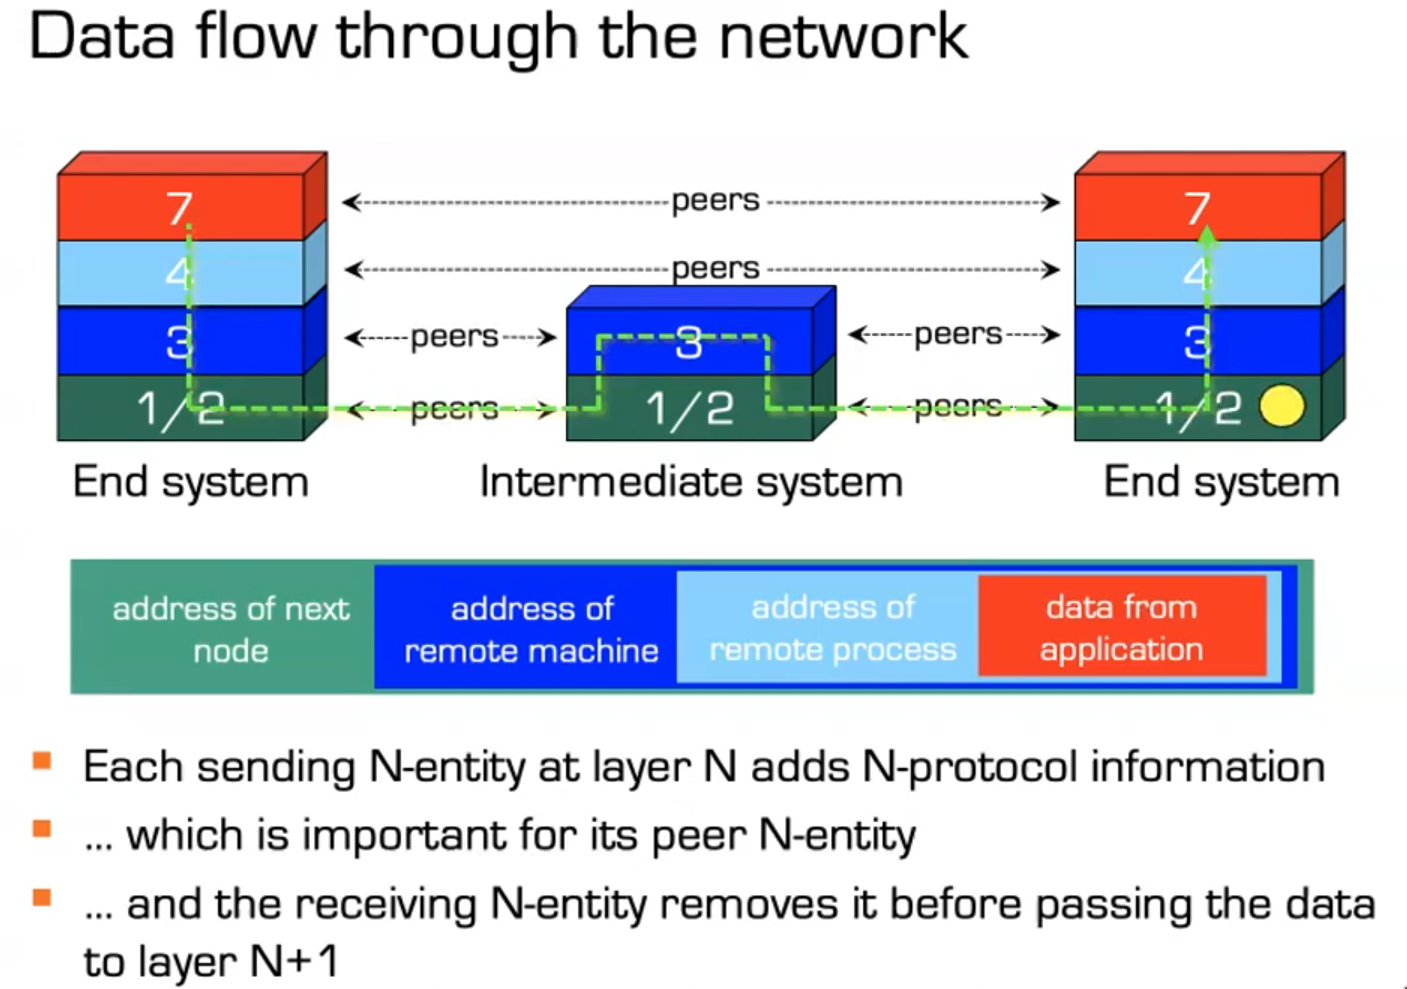 Data flow through the network
7
peers
7
4
peers
4
3
peers
3
peers
3
1/2
peers
1/2
peers
1/2
End system
Intermediate system
End system
address of next
node
address of
remote machine
address of
remote process
data from
application
Each sending N-entity at layer N adds N-protocol information
... which is important for its peer N-entity
... and the receiving N-entity removes it before passing the data
to layer N+1